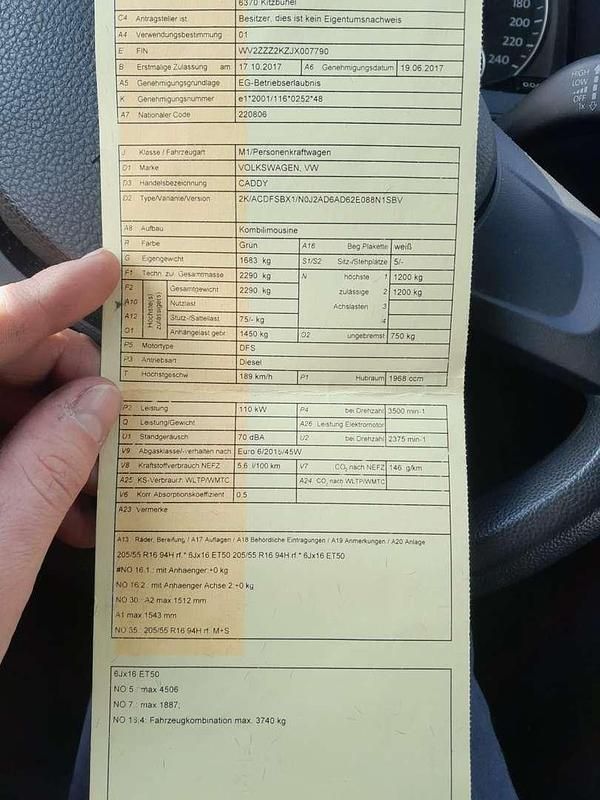 6370 Kitzbühel
C4 Antragsteller ist Besitzer, dies ist kein Eigentumsnachweis
A4 Verwendungsbestimmung 01
E FIN WV2ZZZ2KZJX007790
B Erstmalige Zulassung am 17.10.2017 A6 Genehmigungsdatum 19.06.2017
A5 Genehmigungsgrundlage EG-Betriebserlaubnis
K Genehmigungsnummer e1*2001/116*0252*48
A7 Nationaler Code 220806
J Klasse / Fahrzeugart M1/Personenkraftwagen
D1 Marke VOLKSWAGEN, VW
D3 Handelsbezeichnung CADDY
D2 Type/Variante/Version 2K/ACDFSBX1/N0J2AD6AD62E088N1SBV
A8 Aufbau Kombilimousine
R Farbe Grün A16 Beg.Plakette weiß
G Eigengewicht 1683 kg S1/S2 Sitz-/Stehplätze 5/-
F1 Techn. zul. Gesamtmasse 2290 kg N höchste 1 1200 kg
F2 Höchste(s) zulässige(s) Gesamtgewicht 2290 kg zulässige 2 1200 kg
A10 Nutzlast Achslasten 3
A12 Stütz-/Sattellast 75/- kg 4
O1 Anhängelast gebr. 1450 kg O2 ungebremst 750 kg
P5 Motortype DFS
P3 Antriebsart Diesel
T Höchstgeschw 189 km/h P1 Hubraum 1968 ccm
P2 Leistung 110 kW P4 bei Drehzahl 3500 min-1
Q Leistung/Gewicht A26 Leistung Elektromotor
U1 Standgeräusch 70 dBA U2 bei Drehzahl 2375 min-1
V9 Abgasklasse/-verhalten nach Euro 6/2015/45W
V8 Kraftstoffverbrauch NEFZ 5.6 l/100 km V7 CO₂ nach NEFZ 146 g/km
A25 KS-Verbrauch WLTP/WMTC A24 CO₂ nach WLTP/WMTC
V6 Korr. Absorptionskoeffizient 0.5
A23 Vermerke
A13 Räder, Bereifung / A17 Auflagen / A18 Behördliche Eintragungen / A19 Anmerkungen / A20 Anlage
205/55 R16 94H rf.* 6Jx16 ET50 205/55 R16 94H rf.* 6Jx16 ET50
#NO 16.1.: mit Anhaenger:+0 kg
NO 16.2.: mit Anhaenger Achse 2:+0 kg
NO 30.: A2 max.1512 mm
A1 max.1543 mm
NO 35.: 205/55 R16 94H rf. M+S
6Jx16 ET50
NO 5.: max 4506
NO 7.: max 1887;
NO 16.4: Fahrzeugkombination max. 3740 kg
180
200
220
240
HIGH
LOW
OFF
1x